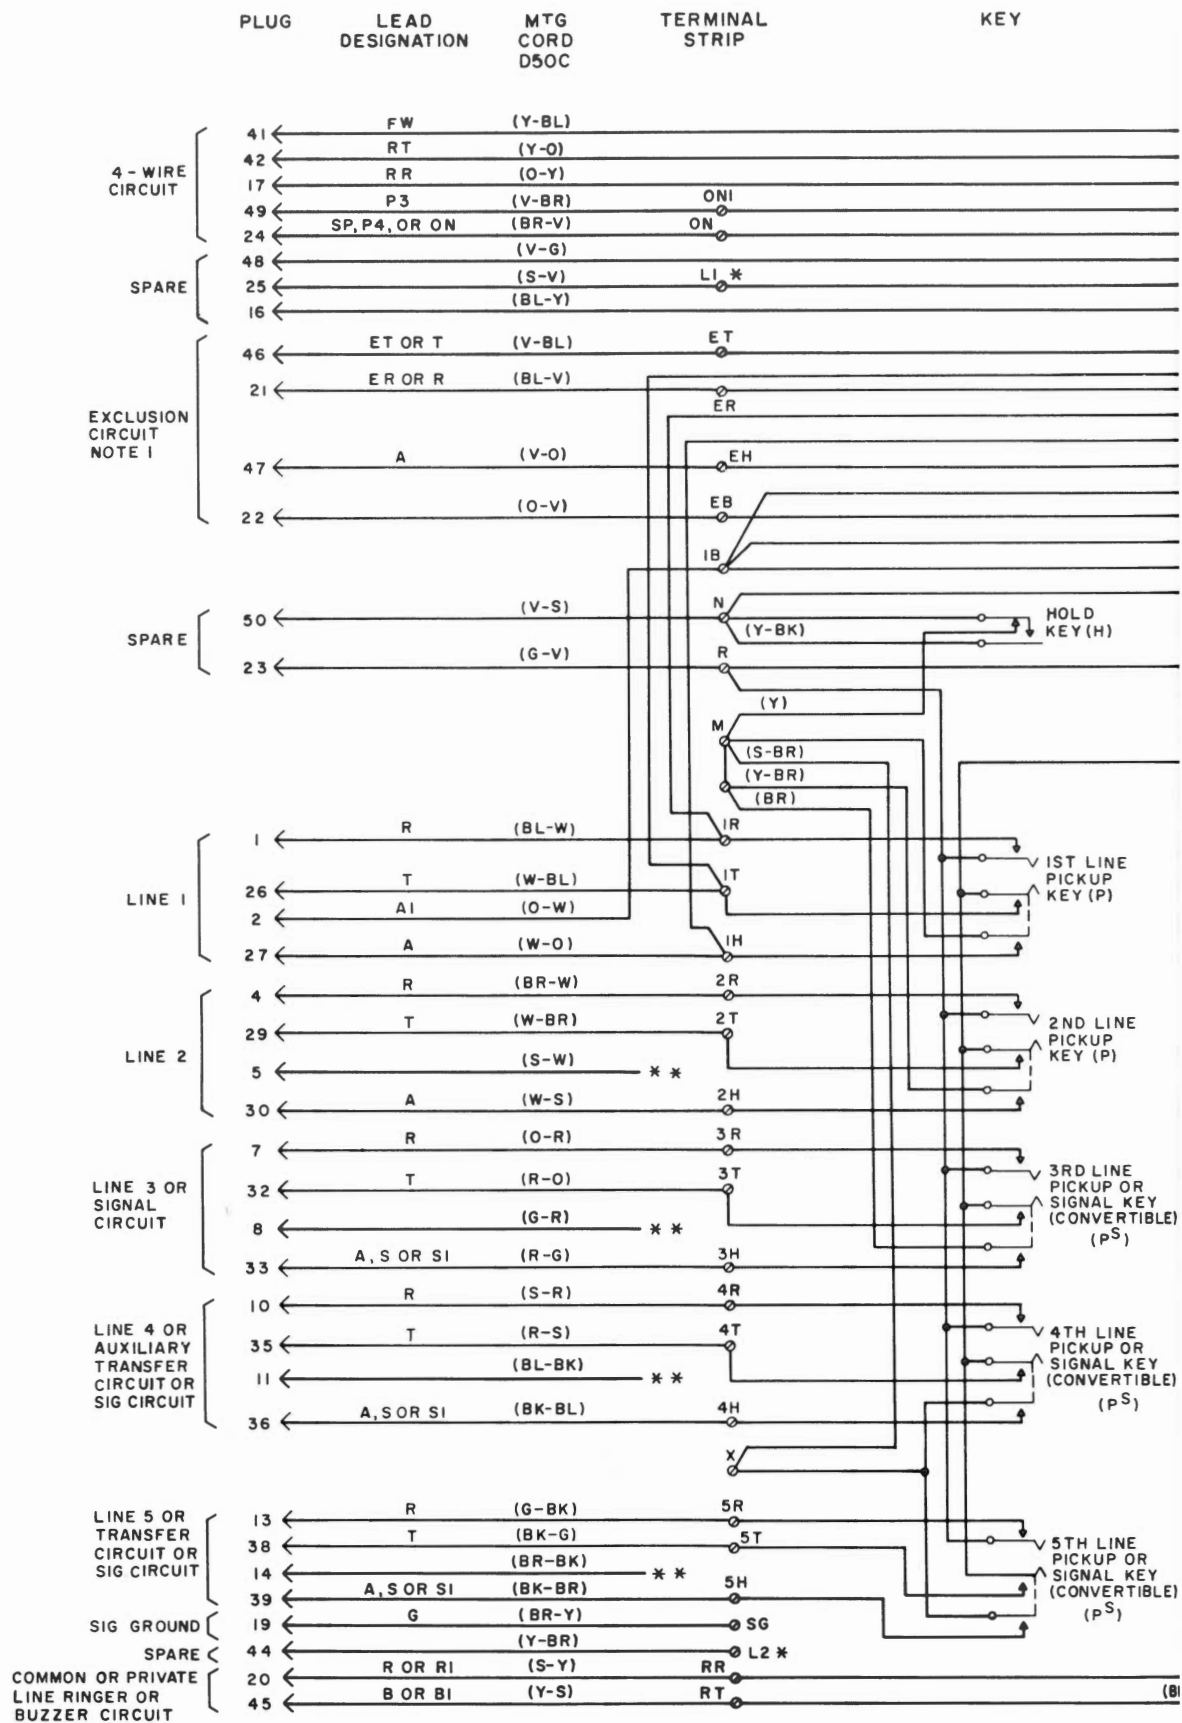 PLUG LEAD DESIGNATION MTG CORD D50C TERMINAL STRIP KEY
4-WIRE CIRCUIT
41 FW (Y-BL)
42 RT (Y-O)
17 RR (O-Y)
49 P3 (V-BR) ON1
24 SP, P4, OR ON (BR-V) ON
SPARE
48 (V-G)
25 (S-V) L1 *
16 (BL-Y)
EXCLUSION CIRCUIT NOTE 1
46 ET OR T (V-BL) ET
21 ER OR R (BL-V) ER
47 A (V-O) EH
22 (O-V) EB
1B
SPARE
50 (V-S) N (Y-BK) HOLD KEY (H)
23 (G-V) R
(Y)
M
(S-BR)
(Y-BR)
(BR)
LINE 1
1 R (BL-W) 1R
26 T (W-BL) 1T
2 A1 (O-W)
27 A (W-O) 1H
1ST LINE PICKUP KEY (P)
LINE 2
4 R (BR-W) 2R
29 T (W-BR) 2T
5 (S-W) * *
30 A (W-S) 2H
2ND LINE PICKUP KEY (P)
LINE 3 OR SIGNAL CIRCUIT
7 R (O-R) 3R
32 T (R-O) 3T
8 (G-R) * *
33 A, S OR S1 (R-G) 3H
3RD LINE PICKUP OR SIGNAL KEY (CONVERTIBLE) (PS)
LINE 4 OR AUXILIARY TRANSFER CIRCUIT OR SIG CIRCUIT
10 R (S-R) 4R
35 T (R-S) 4T
11 (BL-BK) * *
36 A, S OR S1 (BK-BL) 4H
4TH LINE PICKUP OR SIGNAL KEY (CONVERTIBLE) (PS)
X
LINE 5 OR TRANSFER CIRCUIT OR SIG CIRCUIT
13 R (G-BK) 5R
38 T (BK-G) 5T
14 (BR-BK) * *
39 A, S OR S1 (BK-BR) 5H
5TH LINE PICKUP OR SIGNAL KEY (CONVERTIBLE) (PS)
SIG GROUND 19 G (BR-Y) SG
SPARE 44 (Y-BR) L2 *
COMMON OR PRIVATE LINE RINGER OR BUZZER CIRCUIT
20 R OR R1 (S-Y) RR
45 B OR B1 (Y-S) RT